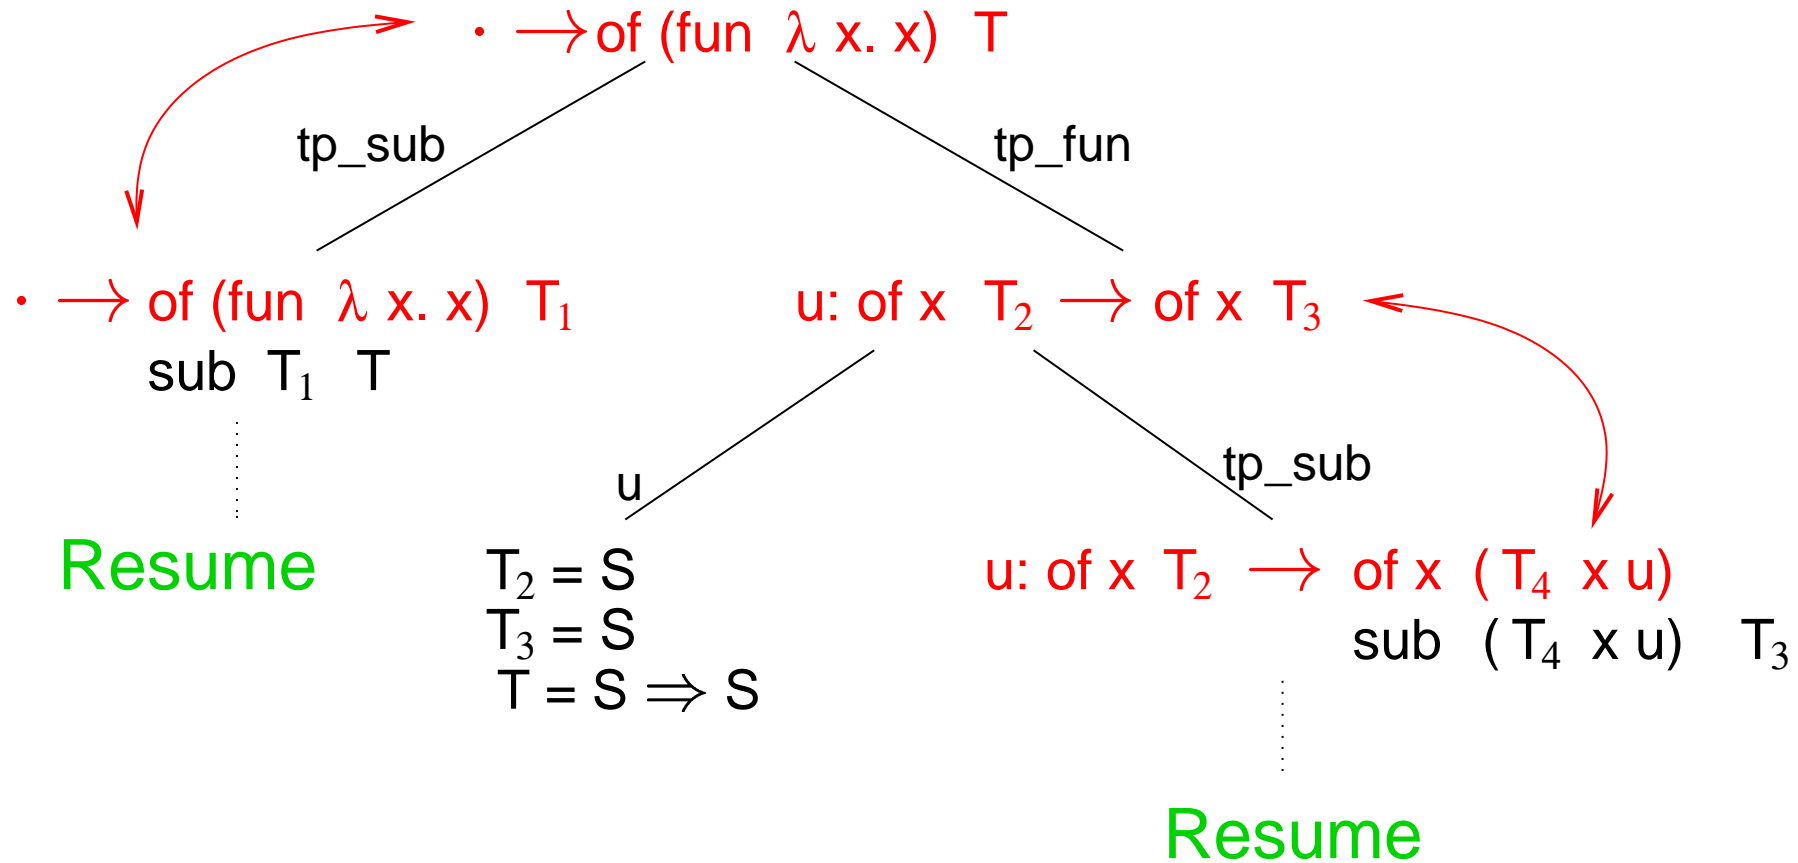 · → of (fun λ x. x) T
tp_sub
tp_fun
· → of (fun λ x. x) T₁
sub T₁ T
u: of x T₂ → of x T₃
u
tp_sub
Resume
T₂ = S
T₃ = S
T = S ⇒ S
u: of x T₂ → of x (T₄ x u)
sub (T₄ x u) T₃
Resume